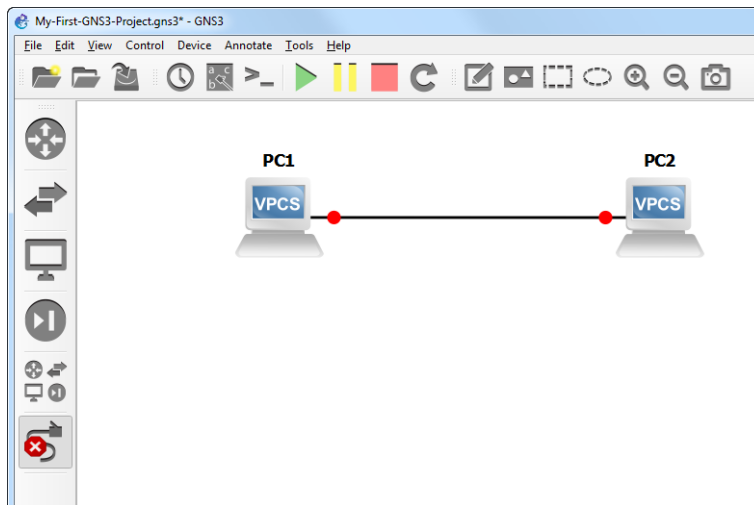 My-First-GNS3-Project.gns3* - GNS3
File Edit View Control Device Annotate Tools Help
a c
b
>_
PC1 PC2
VPCS VPCS